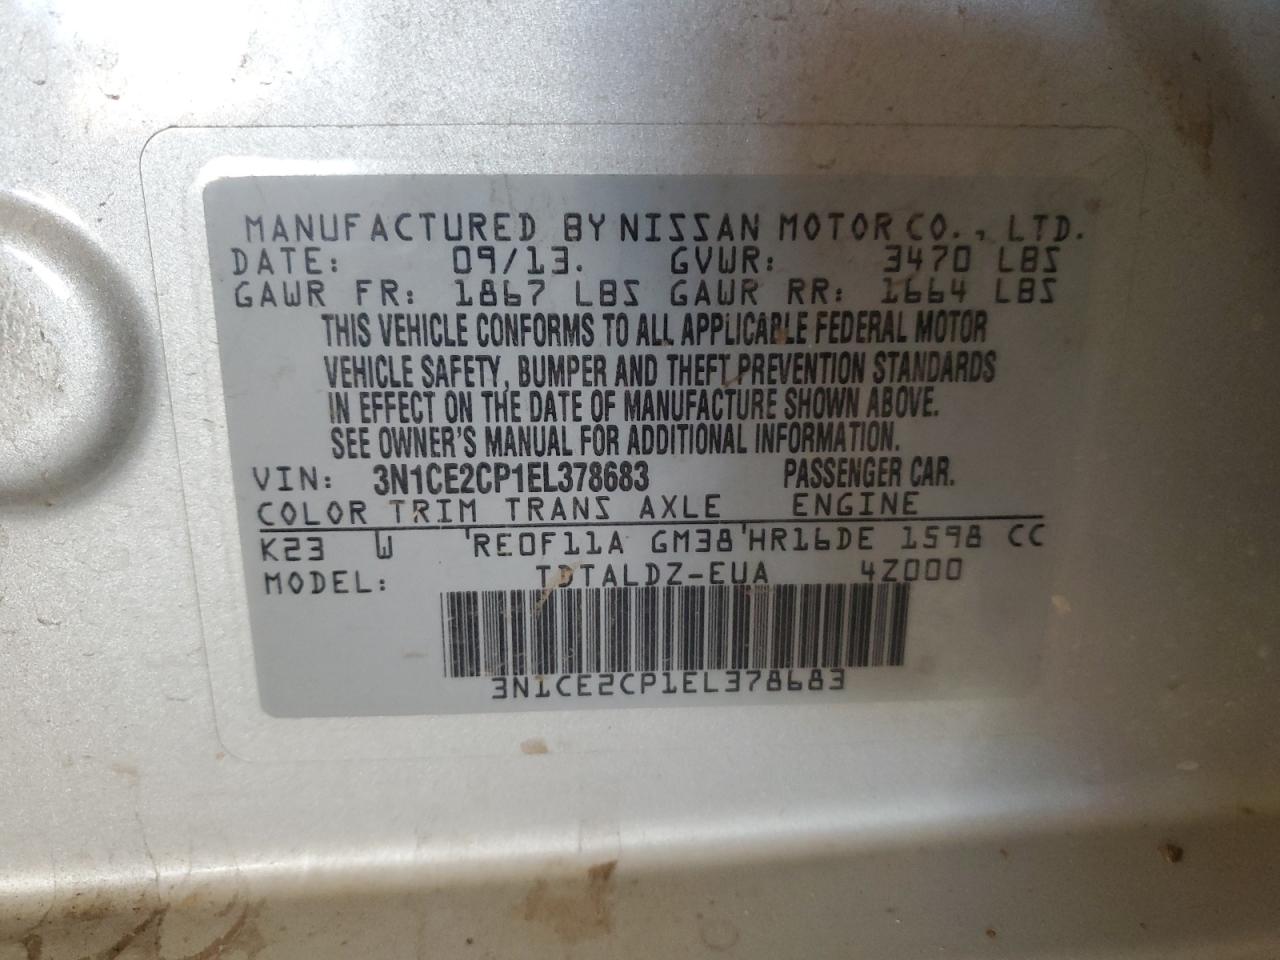 MANUFACTURED BY NISSAN MOTOR CO., LTD.
DATE: 09/13. GVWR: 3470 LBS
GAWR FR: 1867 LBS GAWR RR: 1664 LBS
THIS VEHICLE CONFORMS TO ALL APPLICABLE FEDERAL MOTOR
VEHICLE SAFETY, BUMPER AND THEFT PREVENTION STANDARDS
IN EFFECT ON THE DATE OF MANUFACTURE SHOWN ABOVE.
SEE OWNER'S MANUAL FOR ADDITIONAL INFORMATION.
VIN: 3N1CE2CP1EL378683 PASSENGER CAR.
COLOR TRIM TRANS AXLE ENGINE
K23 W 'RE0F11A GM38'HR16DE 1598 CC
MODEL: TDTALDZ-EUA 4Z000
3N1CE2CP1EL378683